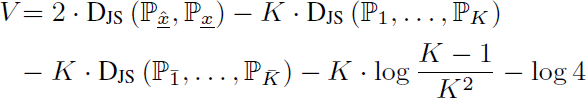 V = 2 · D_JS (ℙ_x̲̂, ℙ_x̲) − K · D_JS (ℙ_1, …, ℙ_K)
− K · D_JS (ℙ_1̄, …, ℙ_K̄) − K · log (K − 1)/K² − log 4